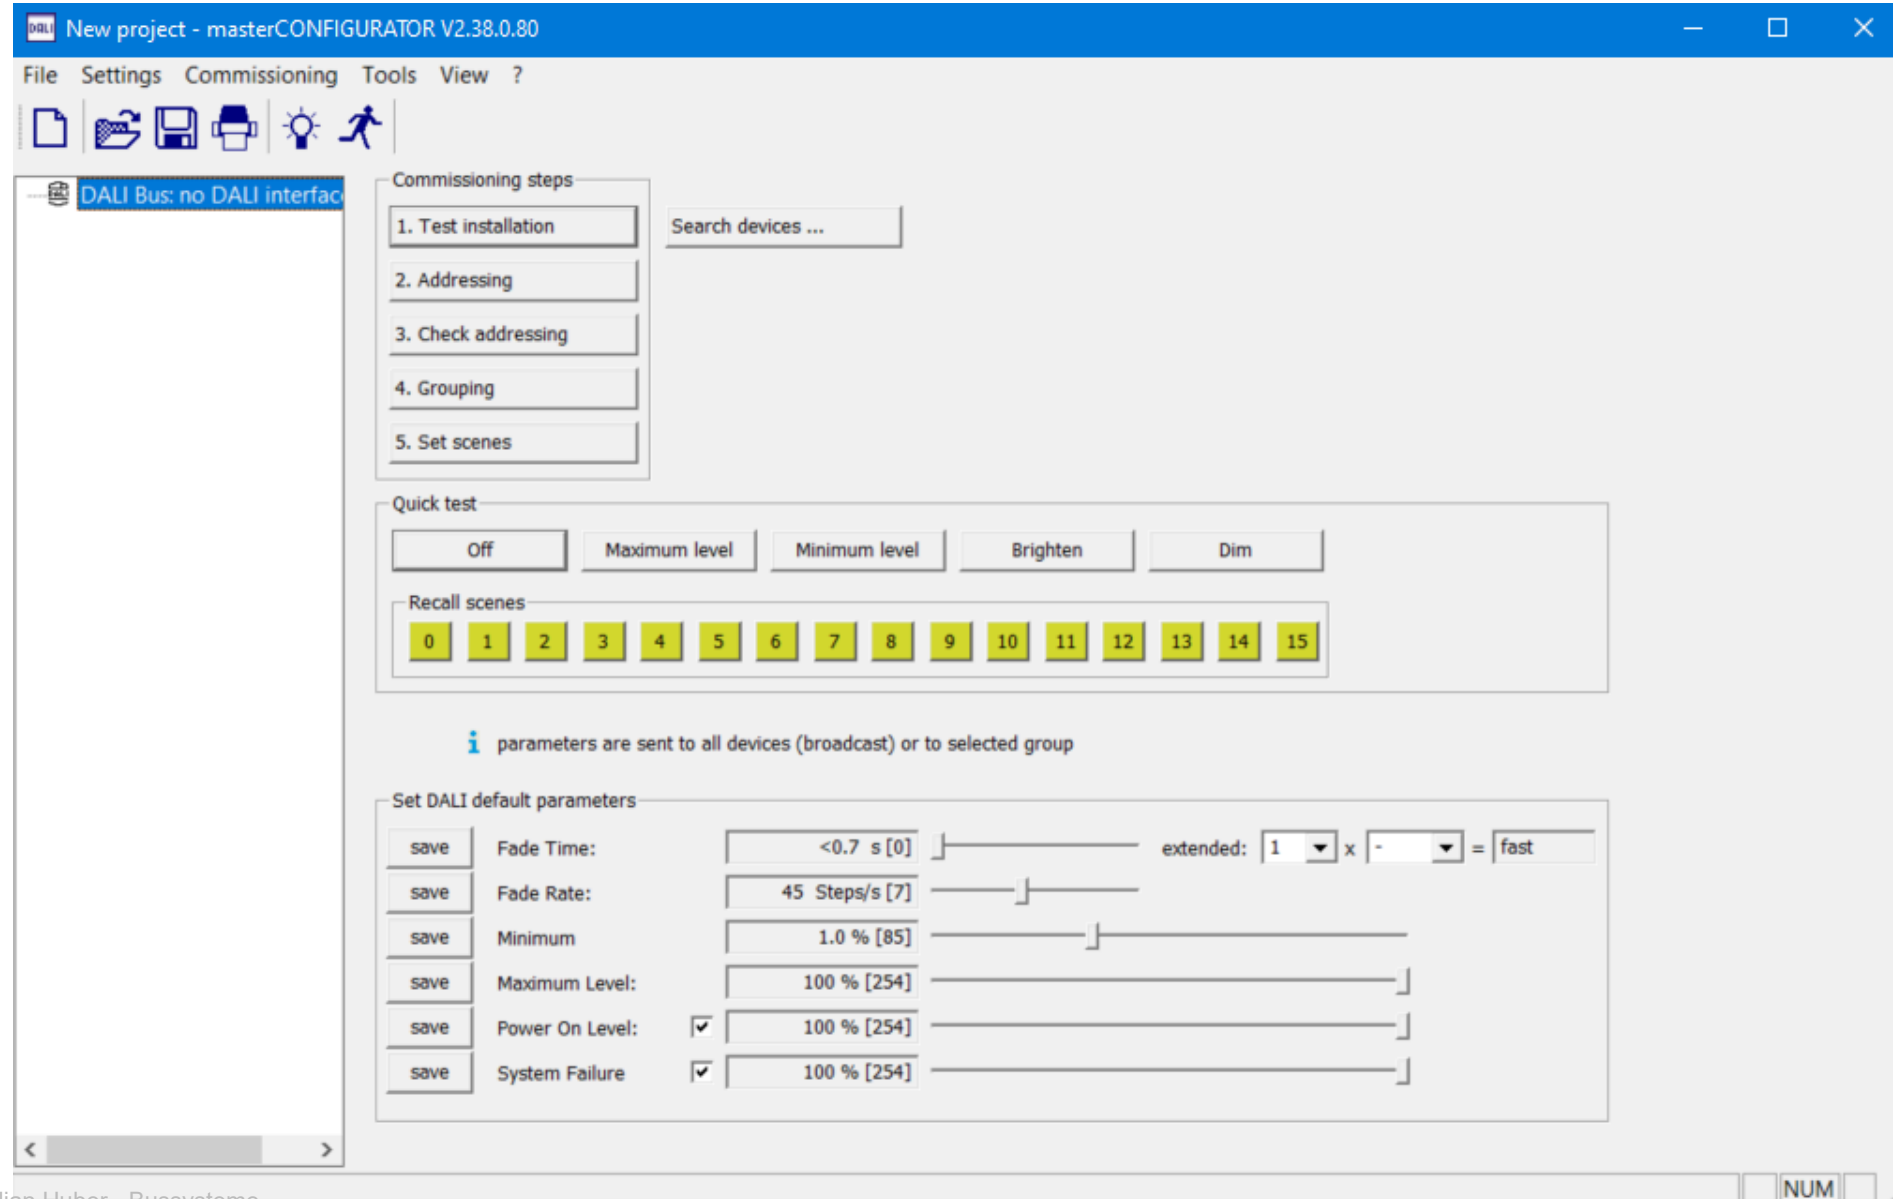 DALI New project - masterCONFIGURATOR V2.38.0.80
File Settings Commissioning Tools View ?
DALI Bus: no DALI interfac
Commissioning steps
1. Test installation
Search devices ...
2. Addressing
3. Check addressing
4. Grouping
5. Set scenes
Quick test
Off Maximum level Minimum level Brighten Dim
Recall scenes
0 1 2 3 4 5 6 7 8 9 10 11 12 13 14 15
i parameters are sent to all devices (broadcast) or to selected group
Set DALI default parameters
save Fade Time: <0.7 s [0] extended: 1 x - = fast
save Fade Rate: 45 Steps/s [7]
save Minimum 1.0 % [85]
save Maximum Level: 100 % [254]
save Power On Level: 100 % [254]
save System Failure 100 % [254]
NUM